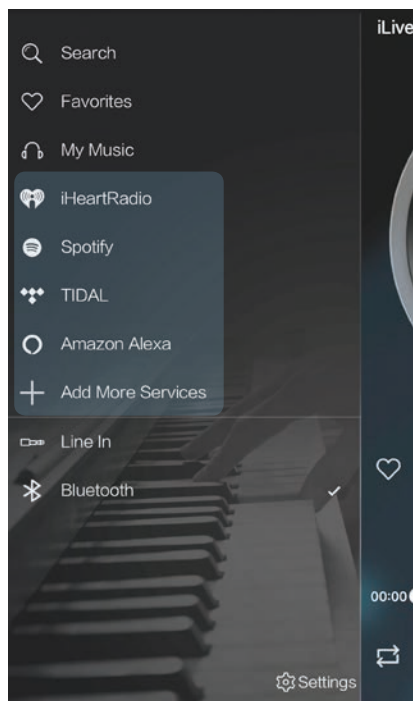 iLive
Search
Favorites
My Music
iHeartRadio
Spotify
TIDAL
Amazon Alexa
Add More Services
Line In
Bluetooth
00:00
Settings